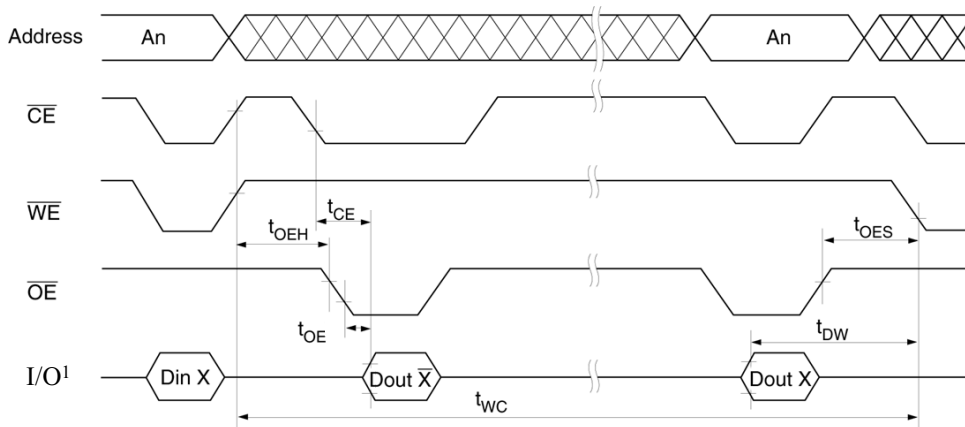 Address An An
CE
WE
tCE
tOEH tOES
OE
tOE tDW
I/O¹ Din X Dout X̅ Dout X
tWC